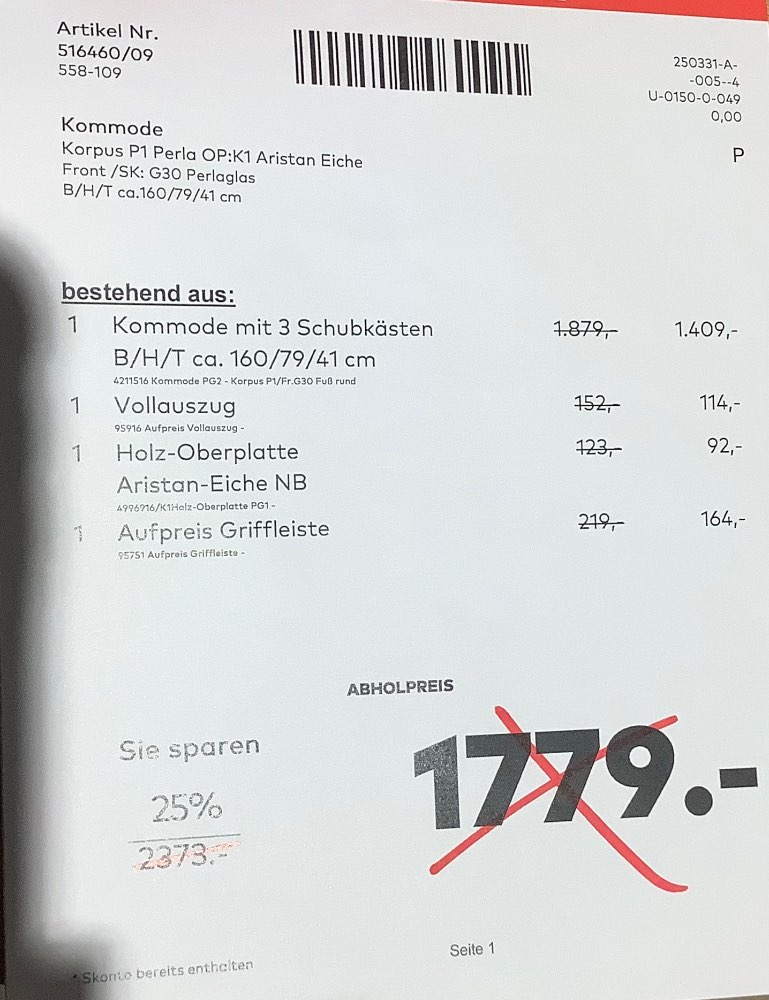 Artikel Nr.
516460/09
558-109
250331-A-
-005--4
U-0150-0-049
0,00
P
Kommode
Korpus P1 Perla OP:K1 Aristan Eiche
Front /SK: G30 Perlaglas
B/H/T ca.160/79/41 cm
bestehend aus:
1 Kommode mit 3 Schubkästen 1.879,- 1.409,-
B/H/T ca. 160/79/41 cm
4211516 Kommode PG2 - Korpus P1/Fr.G30 Fuß rund
1 Vollauszug 152,- 114,-
95916 Aufpreis Vollauszug -
1 Holz-Oberplatte 123,- 92,-
Aristan-Eiche NB
4996916/K1Holz-Oberplatte PG1 -
1 Aufpreis Griffleiste 219,- 164,-
95751 Aufpreis Griffleiste -
ABHOLPREIS
1779.-
Sie sparen
25%
2373.-
* Skonto bereits enthalten
Seite 1